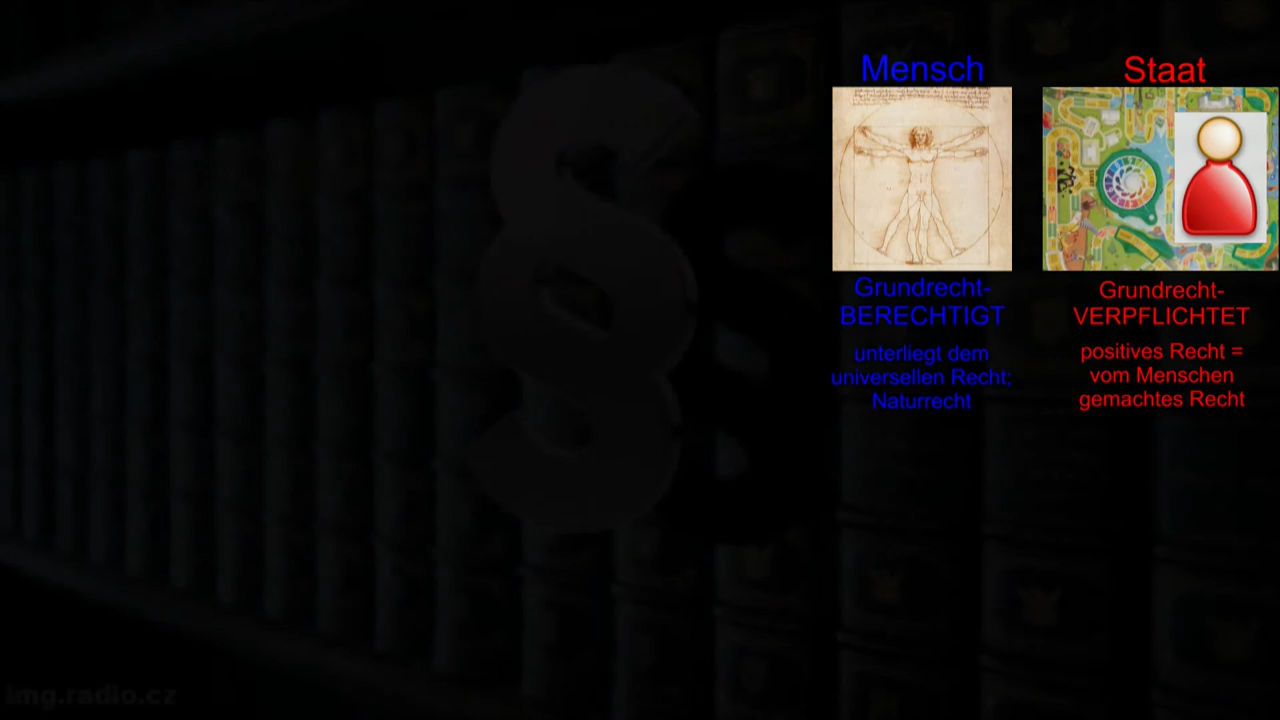 Mensch
Staat
Grundrecht-
BERECHTIGT
Grundrecht-
VERPFLICHTET
unterliegt dem
universellen Recht;
Naturrecht
positives Recht =
vom Menschen
gemachtes Recht
img.radio.cz